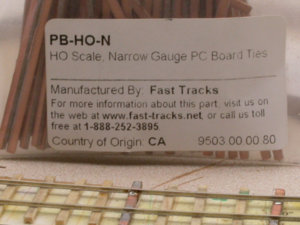 PB-HO-N
HO Scale, Narrow Gauge PC Board Ties
Manufactured By: Fast Tracks
For more information about this part, visit us on
the web at www.fast-tracks.net, or call us toll
free at 1-888-252-3895
Country of Origin: CA 9503 00 00 80